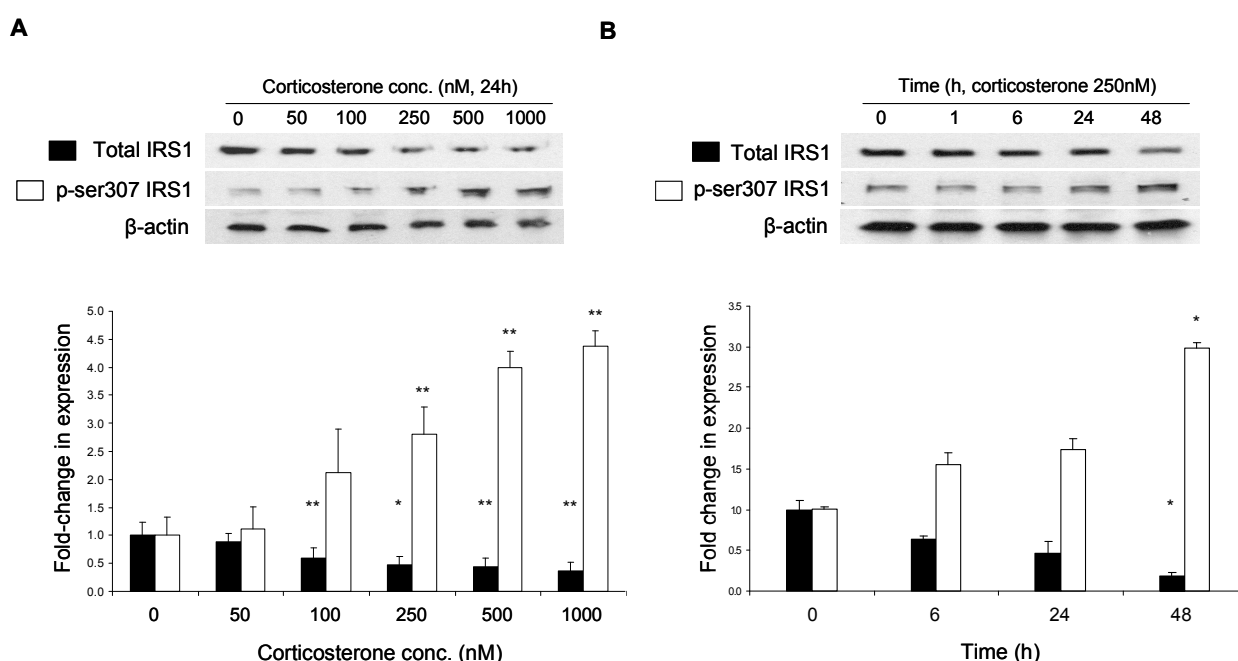 A
Corticosterone conc. (nM, 24h)
0 50 100 250 500 1000
Total IRS1
p-ser307 IRS1
β-actin
5.0
4.5
4.0
3.5
3.0
2.5
2.0
1.5
1.0
0.5
0.0
Fold-change in expression
** * ** **
** ** **
0 50 100 250 500 1000
Corticosterone conc. (nM)
B
Time (h, corticosterone 250nM)
0 1 6 24 48
Total IRS1
p-ser307 IRS1
β-actin
3.5
3.0
2.5
2.0
15
10
0.5
0.0
Fold change in expression
* *
0 6 24 48
Time (h)